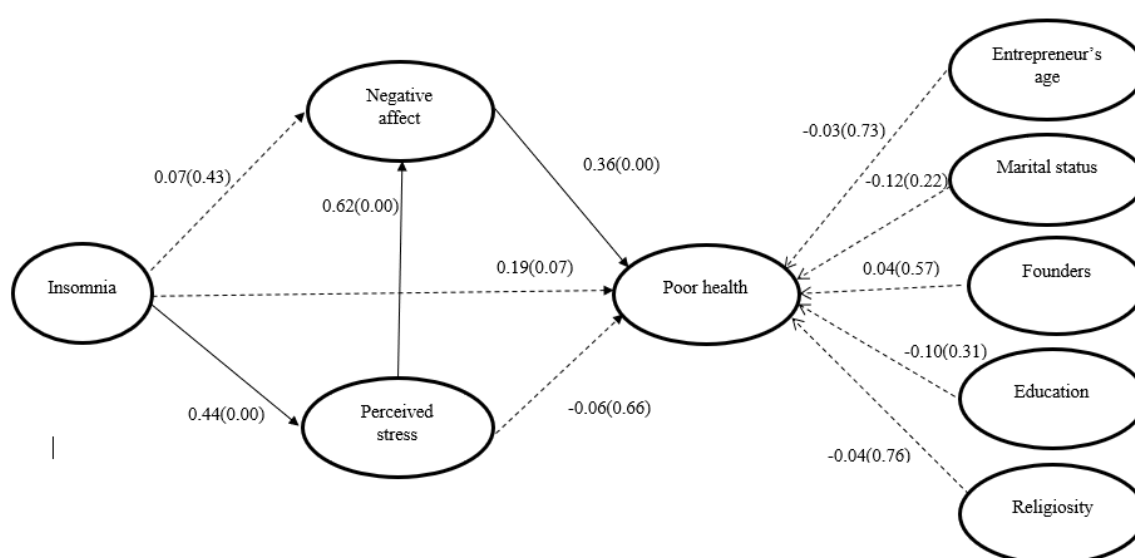 Entrepreneur's
age
Negative
affect
-0.03(0.73)
Marital status
0.07(0.43)
0.36(0.00)
-0.12(0.22)
0.62(0.00)
Insomnia
0.19(0.07)
Poor health
0.04(0.57)
Founders
-0.10(0.31)
Education
0.44(0.00)
Perceived
stress
-0.06(0.66)
-0.04(0.76)
Religiosity